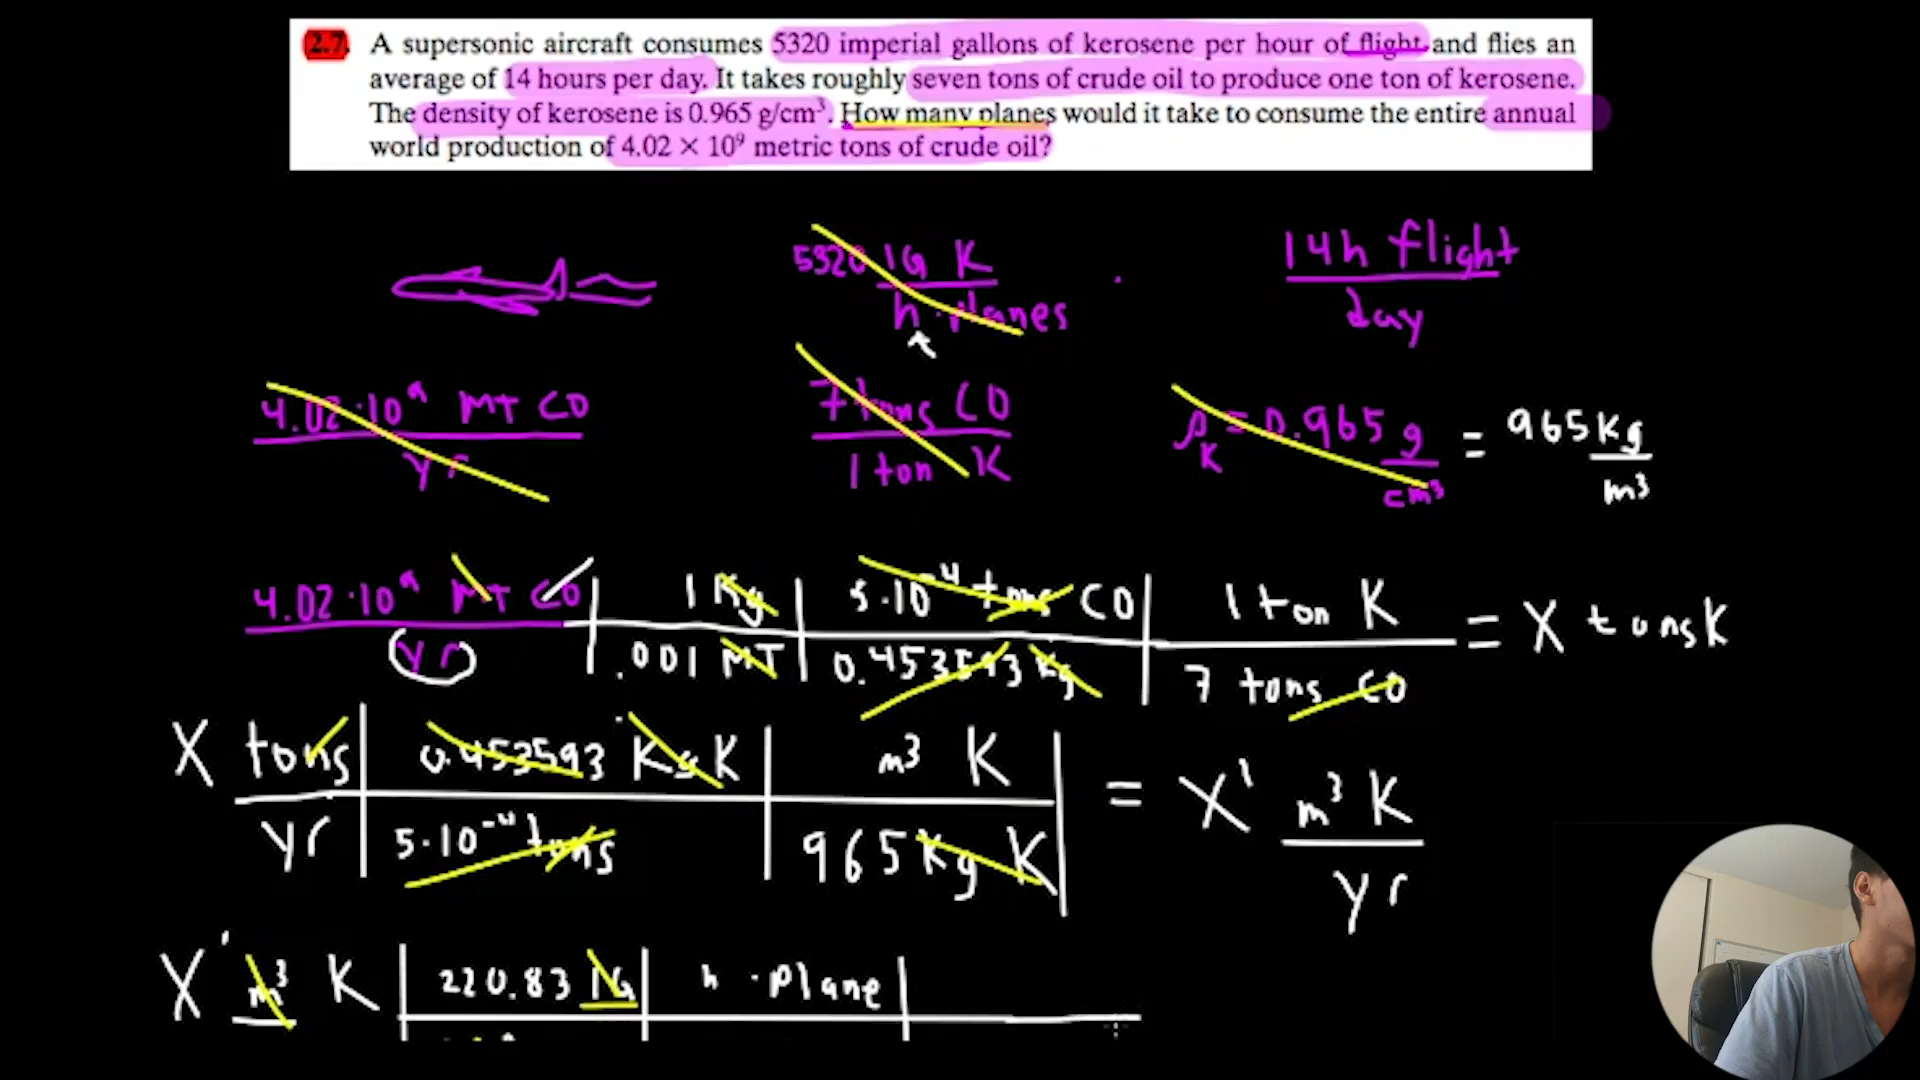 2.7. A supersonic aircraft consumes 5320 imperial gallons of kerosene per hour of flight and flies an
average of 14 hours per day. It takes roughly seven tons of crude oil to produce one ton of kerosene.
The density of kerosene is 0.965 g/cm³. How many planes would it take to consume the entire annual
world production of 4.02 × 10⁹ metric tons of crude oil?
5320 IG K
h · planes
·
14h flight
day
4.02·10⁹ MT CO
yr
7 tons CO
1 ton K
ρK = 0.965 g
cm³
= 965 Kg
m³
4.02·10⁹ MT CO | 1 Kg | 5·10⁻⁴ tons CO | 1 ton K = X tons K
yr | .001 MT | 0.453593 Kg | 7 tons CO
X tons | 0.453593 Kg K | m³ K = X' m³ K
yr | 5·10⁻⁴ tons | 965 Kg K | yr
X' m³ K | 220.83 IG | h · plane |